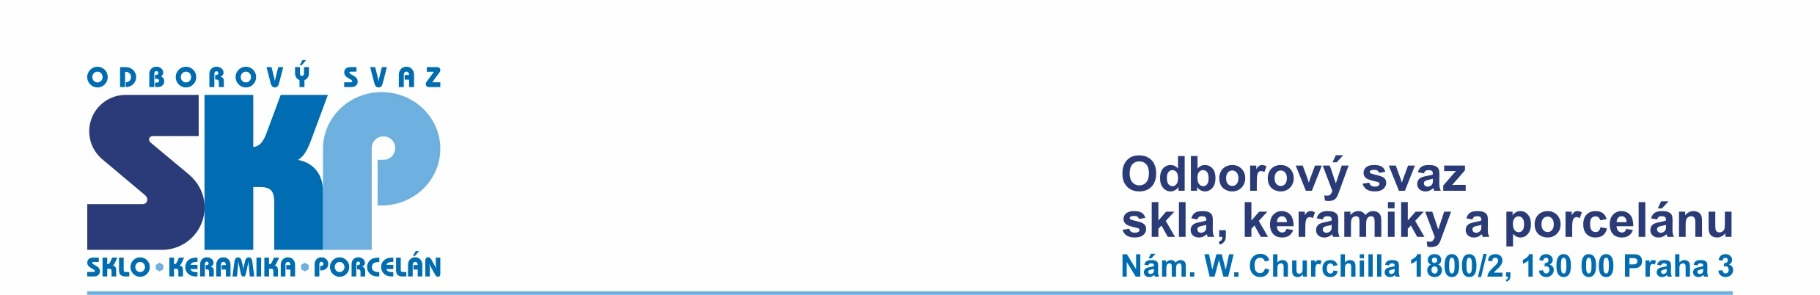 ODBOROVÝ SVAZ
SKP
SKLO • KERAMIKA • PORCELÁN
Odborový svaz
skla, keramiky a porcelánu
Nám. W. Churchilla 1800/2, 130 00 Praha 3